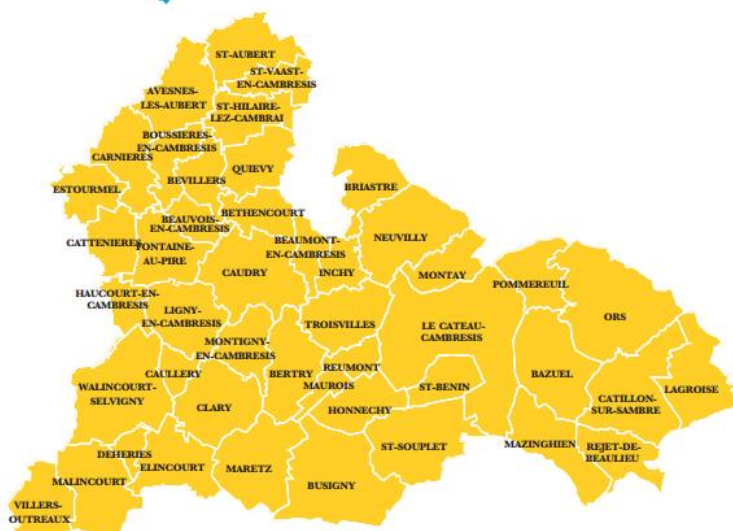 ST-AUBERT
ST-VAAST-
EN-CAMBRESIS
AVESNES-
LES-AUBERT
ST-HILAIRE-
LEZ-CAMBRAI
BOUSSIERES-
EN-CAMBRESIS
CARNIERES
QUIEVY
BEVILLERS
ESTOURMEL
BRIASTRE
BEAUVOIS-
EN-CAMBRESIS
BETHENCOURT
CATTENIERES
FONTAINE-
AU-PIRE
BEAUMONT-
EN-CAMBRESIS
NEUVILLY
CAUDRY
INCHY
MONTAY
POMMEREUIL
HAUCOURT-EN-
CAMBRESIS
LIGNY-
EN-CAMBRESIS
TROISVILLES
LE CATEAU-
CAMBRESIS
ORS
MONTIGNY-
EN-CAMBRESIS
CAULLERY
BERTRY
REUMONT
MAUROIS
ST-BENIN
BAZUEL
WALINCOURT-
SELVIGNY
CLARY
HONNECHY
CATILLON-
SUR-SAMBRE
LAGROISE
ST-SOUPLET
MAZINGHIEN
REJET-DE-
BEAULIEU
DEHERIES
ELINCOURT
MARETZ
MALINCOURT
BUSIGNY
VILLERS-
OUTREAUX